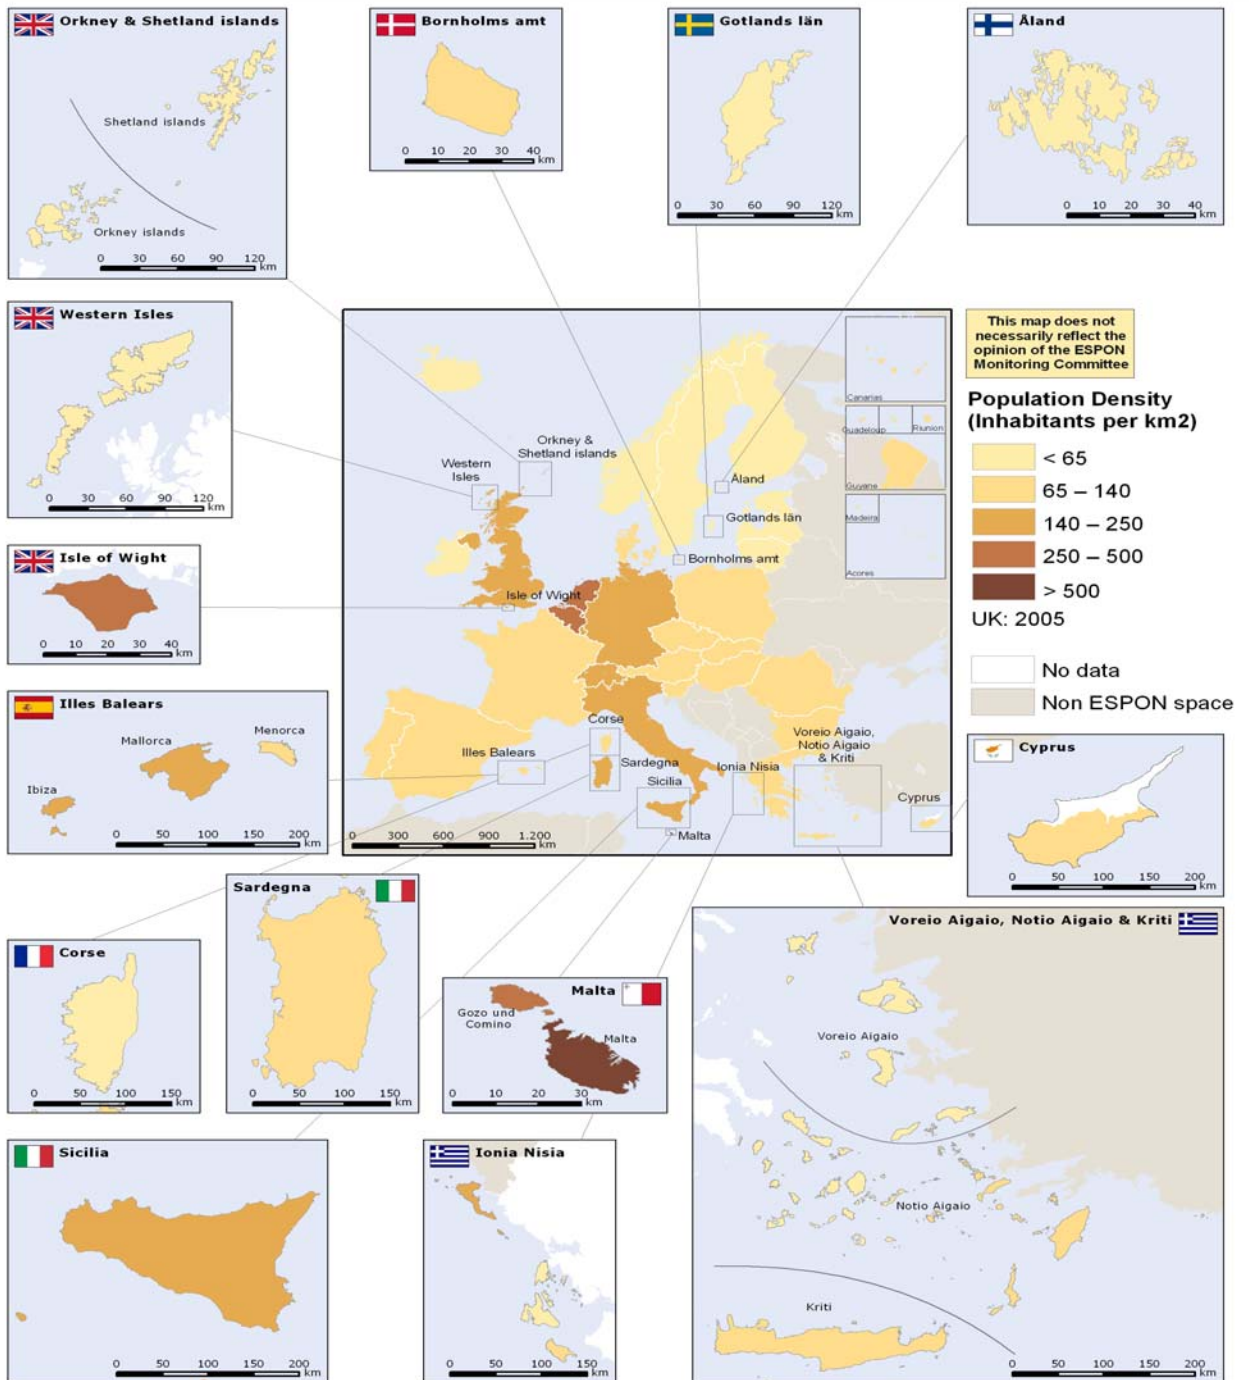 Orkney & Shetland islands
Shetland islands
Orkney islands
0 30 60 90 120
km
Bornholms amt
0 10 20 30 40
km
Gotlands län
0 30 60 90 120
km
Åland
0 10 20 30 40
km
Western Isles
0 30 60 90 120
km
Isle of Wight
0 10 20 30 40
km
Illes Balears
Menorca
Mallorca
Ibiza
0 50 100 150 200
km
Canarias
Guadeloup
Reunion
Guyane
Madeira
Acores
Orkney &
Shetland islands
Western
Isles
Åland
Gotlands län
Bornholms amt
Isle of Wight
Corse
Illes Balears
Sardegna
Sicilia
Ionia Nisia
Voreio Aigaio,
Notio Aigaio
& Kriti
Cyprus
Malta
0 300 600 900 1.200
km
This map does not
necessarily reflect the
opinion of the ESPON
Monitoring Committee
Population Density
(Inhabitants per km2)
< 65
65 – 140
140 – 250
250 – 500
> 500
UK: 2005
No data
Non ESPON space
Cyprus
0 50 100 150 200
km
Corse
0 50 100 150
km
Sardegna
0 50 100 150
km
Malta
Gozo und
Comino
Malta
0 10 20 30
km
Voreio Aigaio, Notio Aigaio & Kriti
Voreio Aigaio
Notio Aigaio
Kriti
0 50 100 150 200
km
Sicilia
0 50 100 150 200
km
Ionia Nisia
0 50 100 150
km